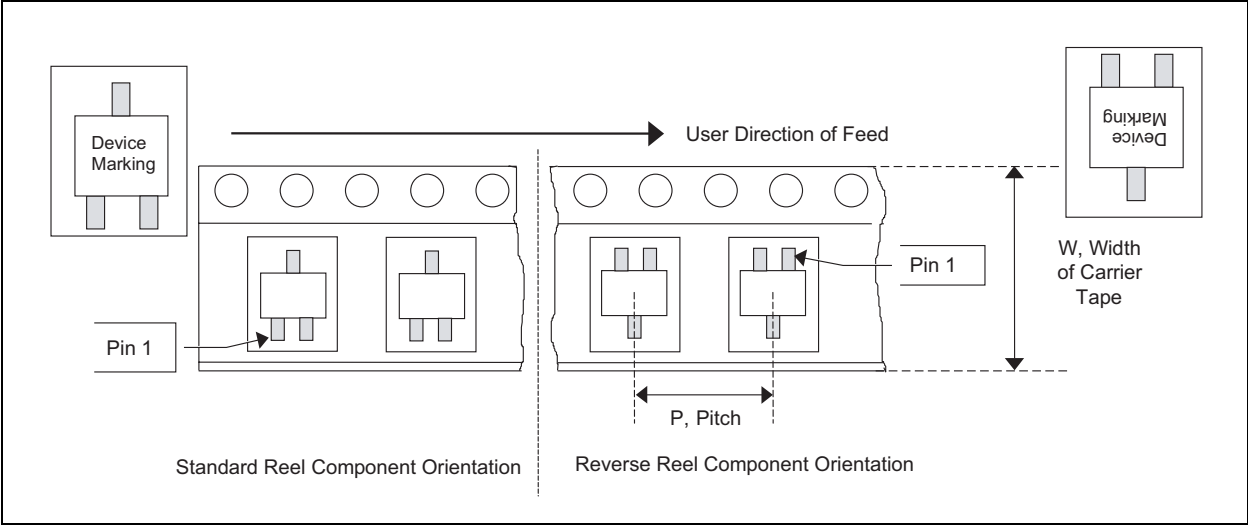 Device
Marking
User Direction of Feed
Device
Marking
Pin 1
W, Width
of Carrier
Tape
Pin 1
P, Pitch
Standard Reel Component Orientation
Reverse Reel Component Orientation